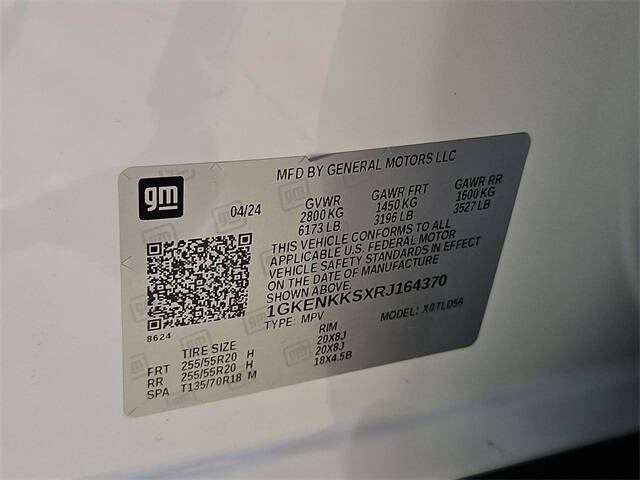 MFD BY GENERAL MOTORS LLC
gm
04/24
GVWR GAWR FRT GAWR RR
2800 KG 1450 KG 1600 KG
6173 LB 3196 LB 3527 LB
THIS VEHICLE CONFORMS TO ALL
APPLICABLE U.S. FEDERAL MOTOR
VEHICLE SAFETY STANDARDS IN EFFECT
ON THE DATE OF MANUFACTURE
SHOWN ABOVE.
1GKENKKSXRJ164370
TYPE: MPV MODEL: X0TLD56
8624
TIRE SIZE RIM
FRT 255/55R20 H 20X8J
RR 255/55R20 H 20X8J
SPA T135/70R18 M 18X4.5B